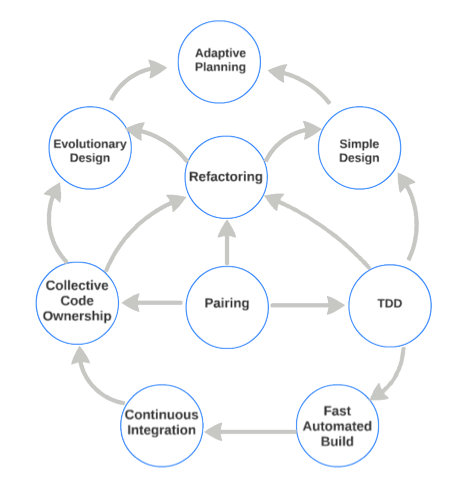 Adaptive
Planning
Evolutionary
Design
Simple
Design
Refactoring
Collective
Code
Ownership
Pairing
TDD
Continuous
Integration
Fast
Automated
Build